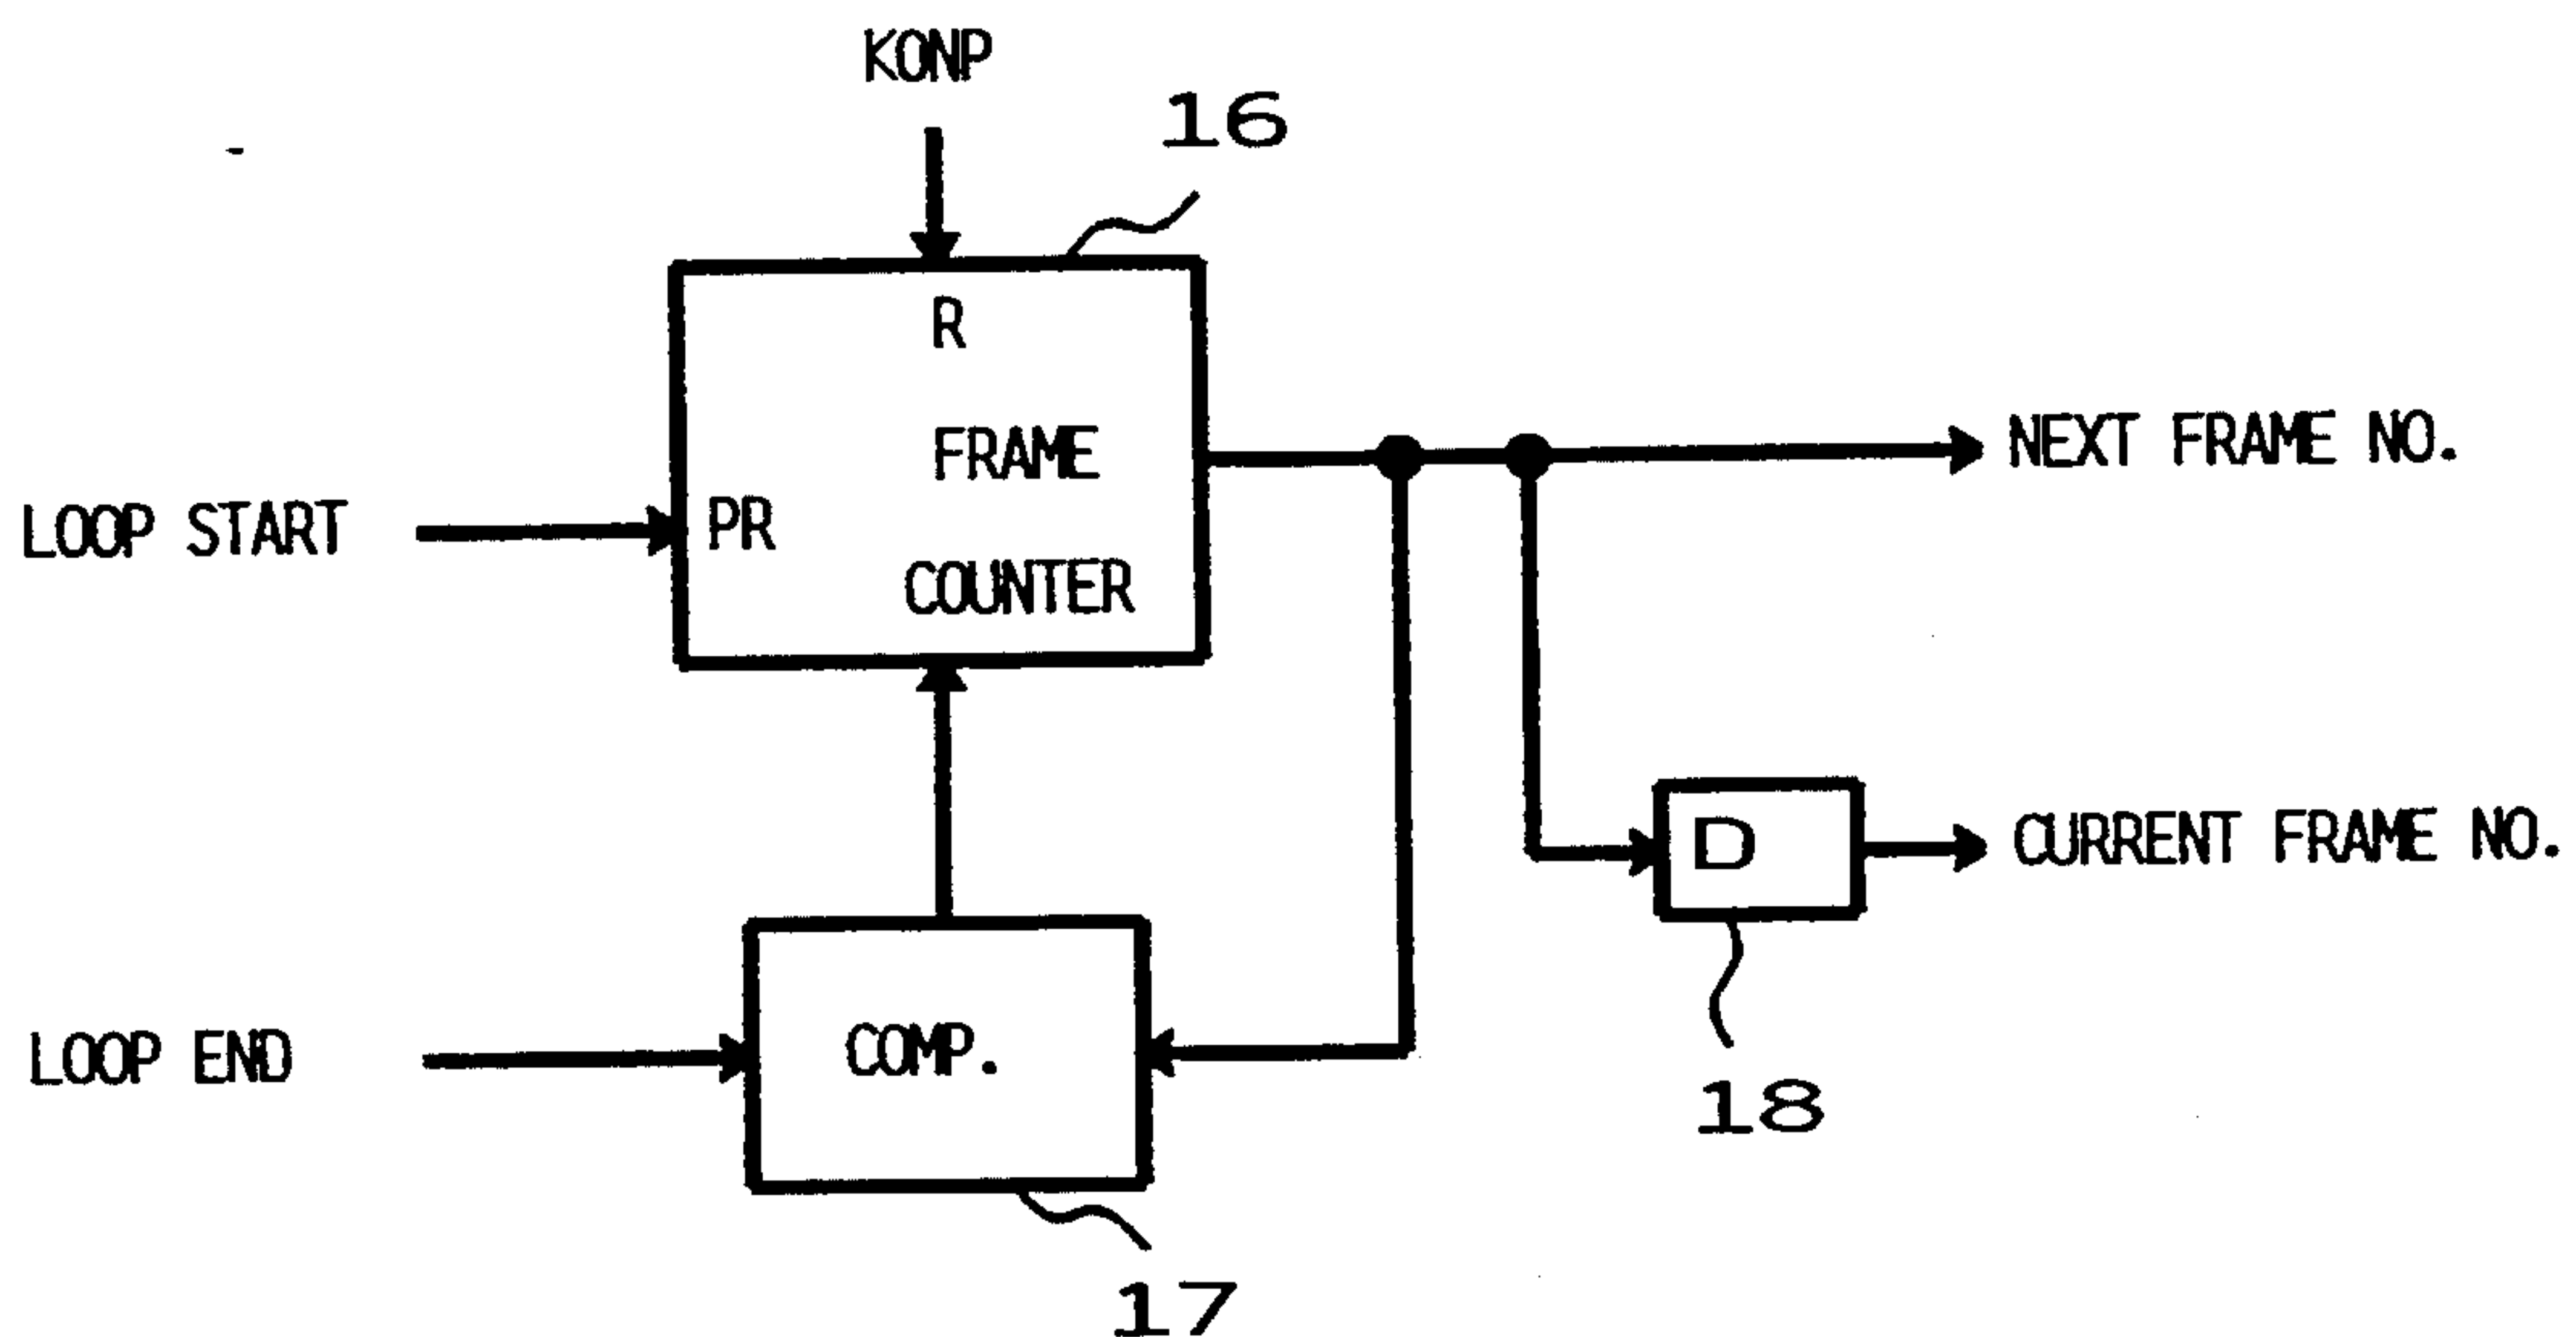 KONP
16
R
FRAME
COUNTER
PR
LOOP START
NEXT FRAME NO.
D
CURRENT FRAME NO.
18
LOOP END
COMP.
17